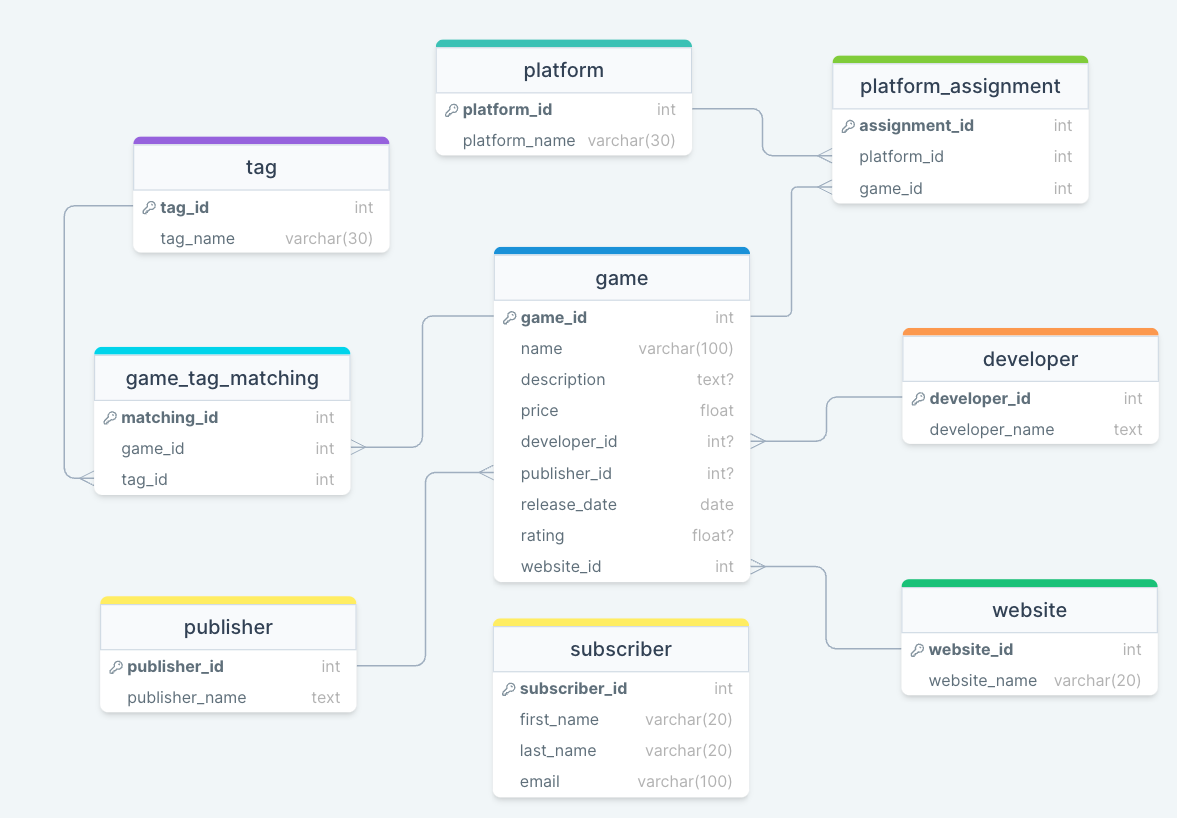 platform
platform_id int
platform_name varchar(30)
platform_assignment
assignment_id int
platform_id int
game_id int
tag
tag_id int
tag_name varchar(30)
game
game_id int
name varchar(100)
description text?
price float
developer_id int?
publisher_id int?
release_date date
rating float?
website_id int
developer
developer_id int
developer_name text
game_tag_matching
matching_id int
game_id int
tag_id int
publisher
publisher_id int
publisher_name text
subscriber
subscriber_id int
first_name varchar(20)
last_name varchar(20)
email varchar(100)
website
website_id int
website_name varchar(20)